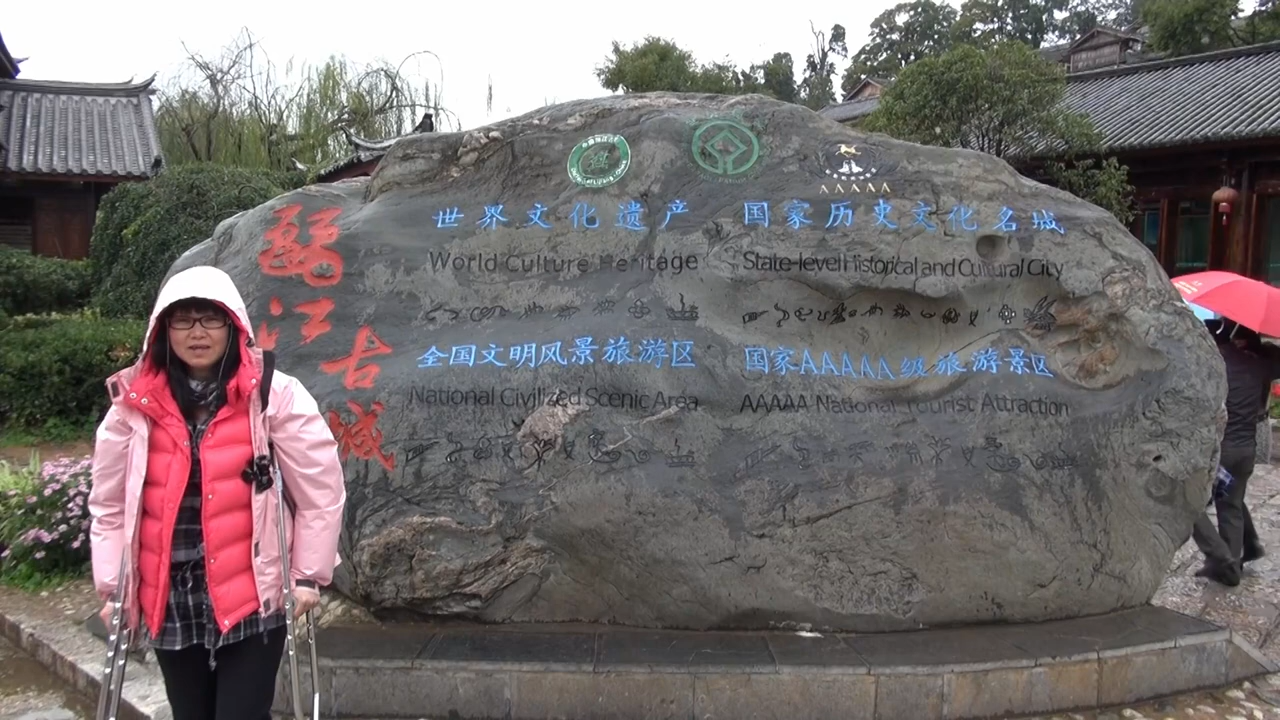 麗江古城
世界文化遗产
World Culture Heritage
全国文明风景旅游区
National Civilized Scenic Area
国家历史文化名城
State-level Historical and Cultural City
国家AAAAA级旅游景区
AAAAA National Tourist Attraction
AAAAA